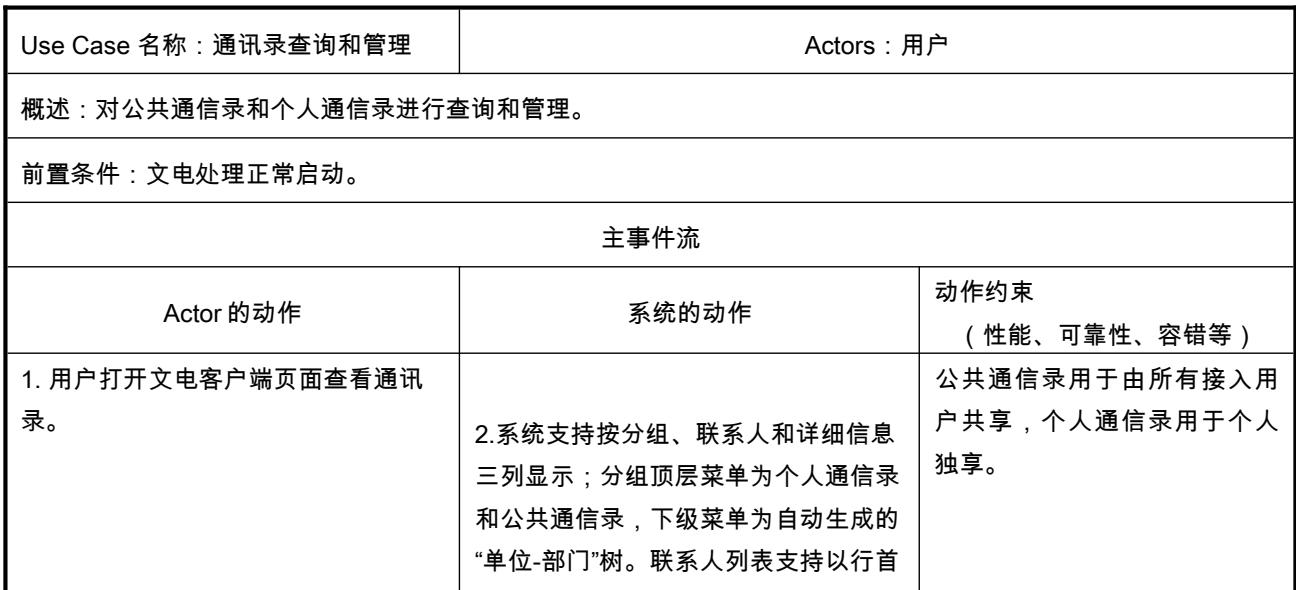 Use Case 名称：通讯录查询和管理
Actors：用户
概述：对公共通信录和个人通信录进行查询和管理。
前置条件：文电处理正常启动。
主事件流
Actor 的动作
系统的动作
动作约束
（性能、可靠性、容错等）
1. 用户打开文电客户端页面查看通讯
录。
2.系统支持按分组、联系人和详细信息
三列显示；分组顶层菜单为个人通信录
和公共通信录，下级菜单为自动生成的
“单位-部门”树。联系人列表支持以行首
公共通信录用于由所有接入用
户共享，个人通信录用于个人
独享。